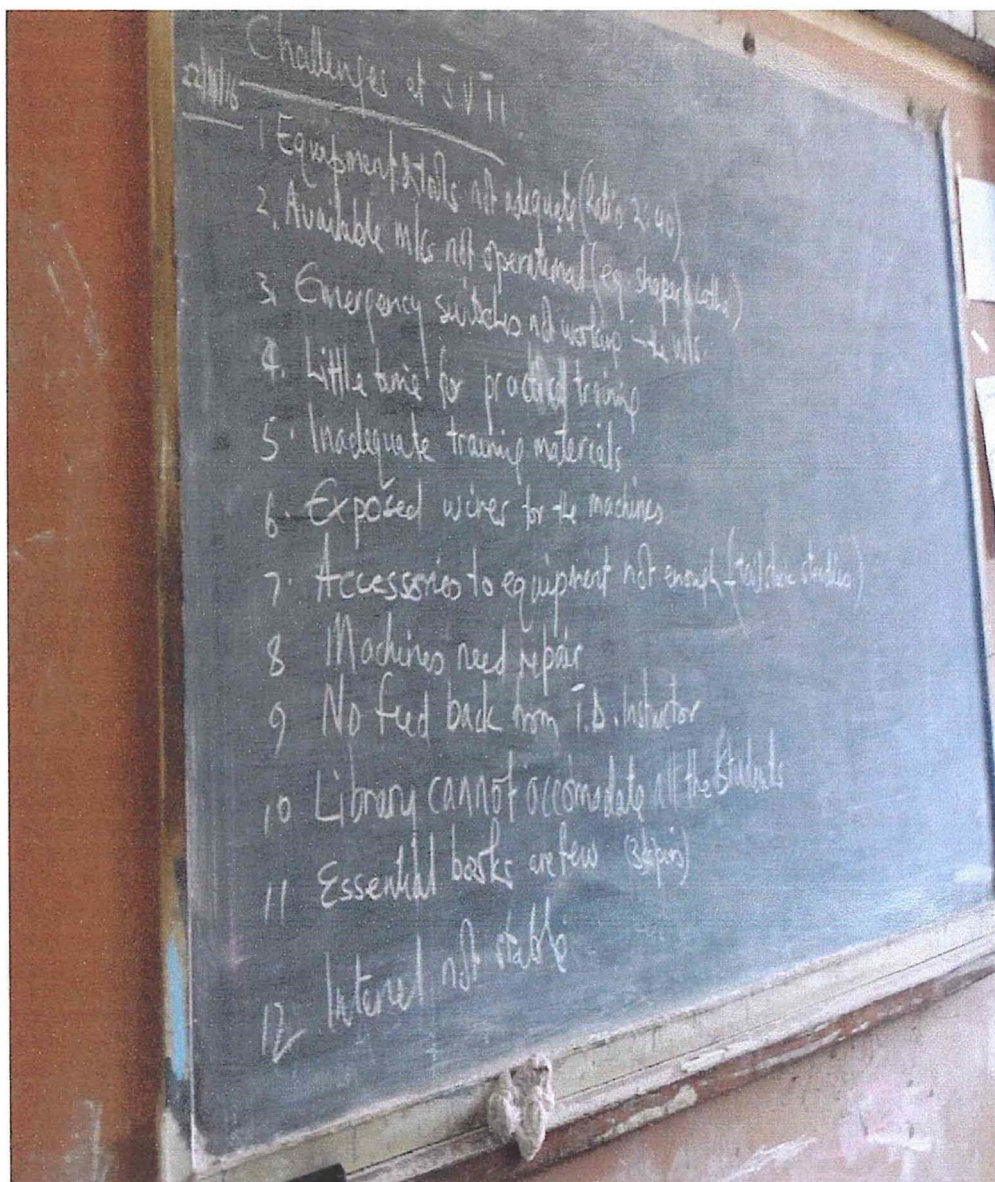 Challenges at JVTI
22/11/16
1 Equipment & tools not adequate (Ratio 2:40)
2. Available m/cs not operational (eg. shaper, lathe)
3. Emergency switches not working - the m/c
4. Little time for practical training
5. Inadequate training materials
6. Exposed wires for the machines
7. Accessories to equipment not enough -
8 Machines need repair
9 No feed back from T.D. Instructor
10 Library cannot accomodate all the Students
11 Essential books are few
12 Internet not stable